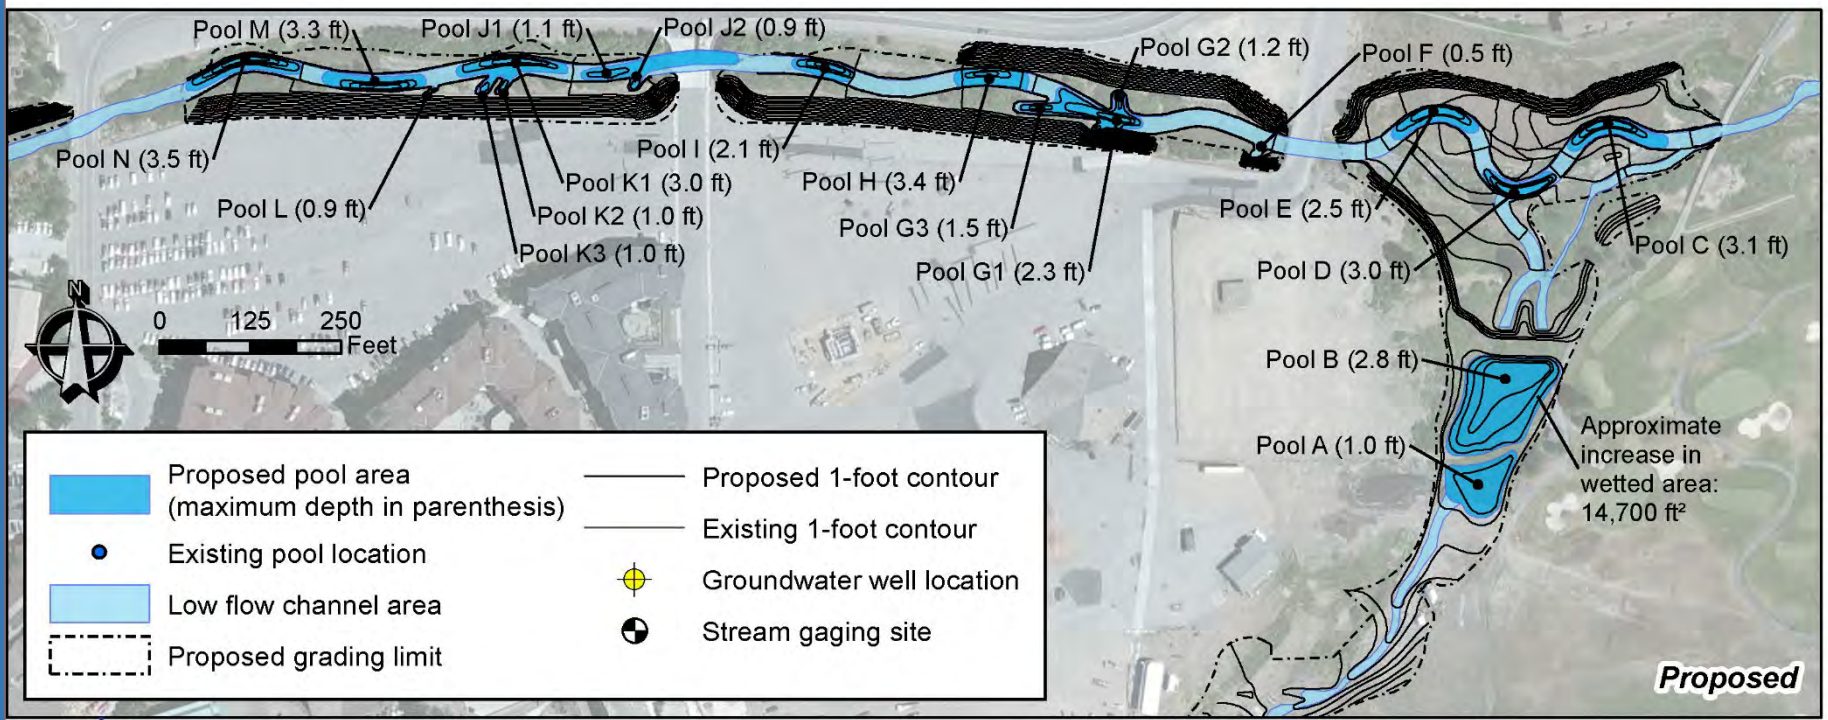 Pool M (3.3 ft)
Pool J1 (1.1 ft)
Pool J2 (0.9 ft)
Pool G2 (1.2 ft)
Pool F (0.5 ft)
Pool N (3.5 ft)
Pool L (0.9 ft)
Pool K1 (3.0 ft)
Pool K2 (1.0 ft)
Pool K3 (1.0 ft)
Pool I (2.1 ft)
Pool H (3.4 ft)
Pool G3 (1.5 ft)
Pool G1 (2.3 ft)
Pool E (2.5 ft)
Pool D (3.0 ft)
Pool C (3.1 ft)
Pool B (2.8 ft)
Pool A (1.0 ft)
Approximate
increase in
wetted area:
14,700 ft²
N
0 125 250
Feet
Proposed pool area
(maximum depth in parenthesis)
Existing pool location
Low flow channel area
Proposed grading limit
Proposed 1-foot contour
Existing 1-foot contour
Groundwater well location
Stream gaging site
Proposed